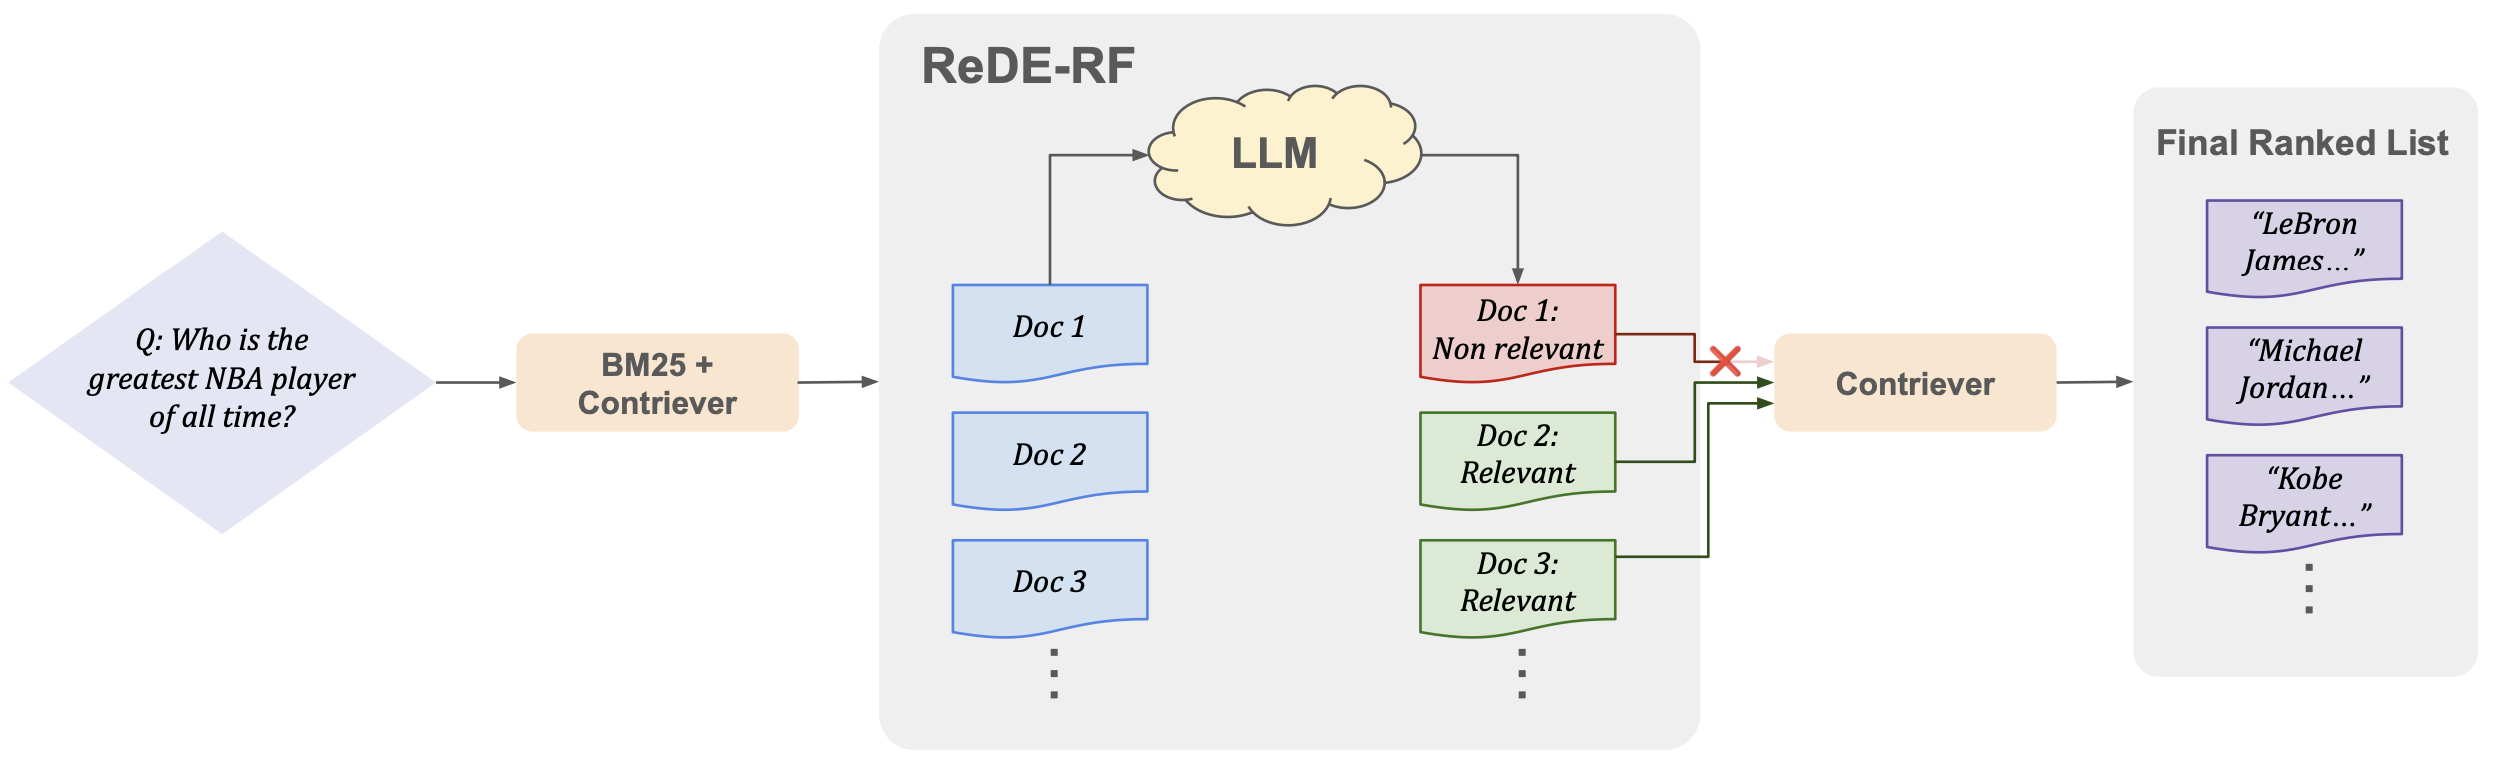 Q: Who is the
greatest NBA player
of all time?
BM25 +
Contriever
ReDE-RF
LLM
Doc 1
Doc 2
Doc 3
Doc 1:
Non relevant
Doc 2:
Relevant
Doc 3:
Relevant
Contriever
Final Ranked List
“LeBron
James…”
“Michael
Jordan…”
“Kobe
Bryant…”